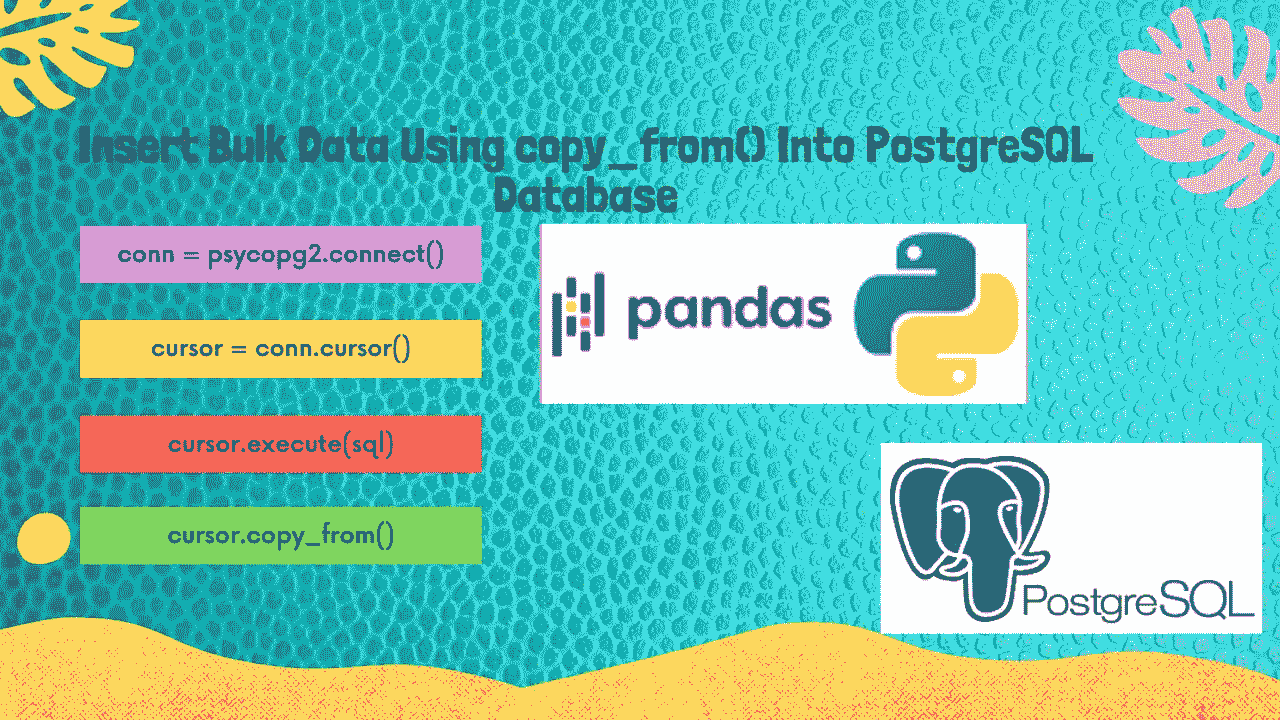 Insert Bulk Data Using copy_from() Into PostgreSQL
Database
conn = psycopg2.connect()
cursor = conn.cursor()
cursor.execute(sql)
cursor.copy_from()
pandas
PostgreSQL